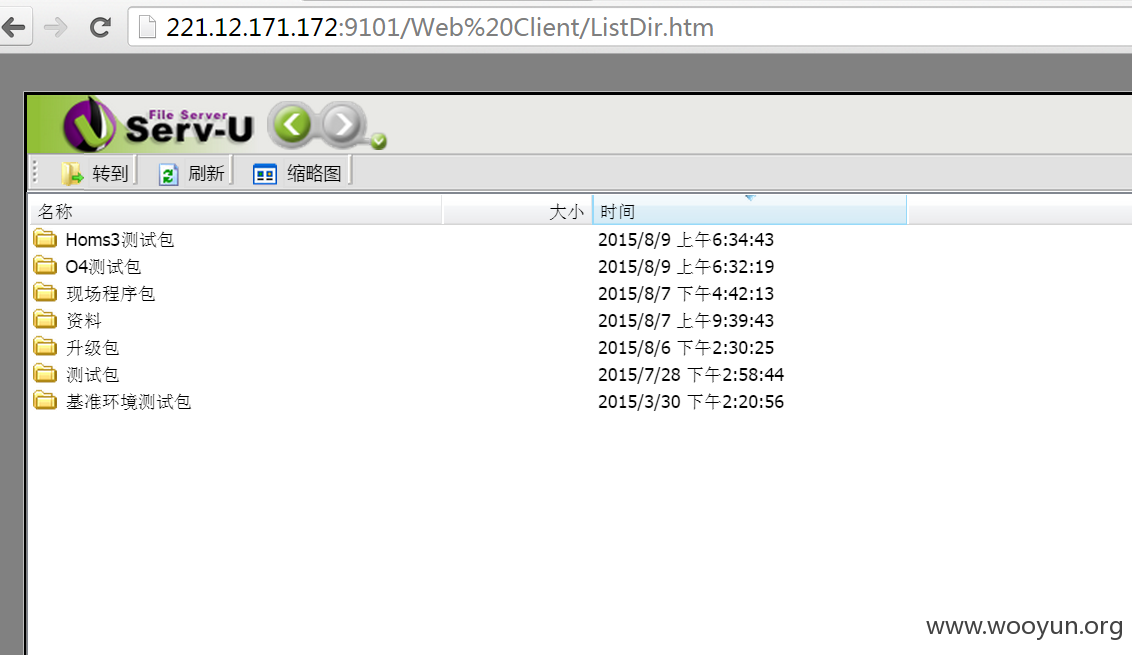 221.12.171.172:9101/Web%20Client/ListDir.htm
File Server
Serv-U
转到 刷新 缩略图
名称 大小 时间
Homs3测试包 2015/8/9 上午6:34:43
O4测试包 2015/8/9 上午6:32:19
现场程序包 2015/8/7 下午4:42:13
资料 2015/8/7 上午9:39:43
升级包 2015/8/6 下午2:30:25
测试包 2015/7/28 下午2:58:44
基准环境测试包 2015/3/30 下午2:20:56
www.wooyun.org